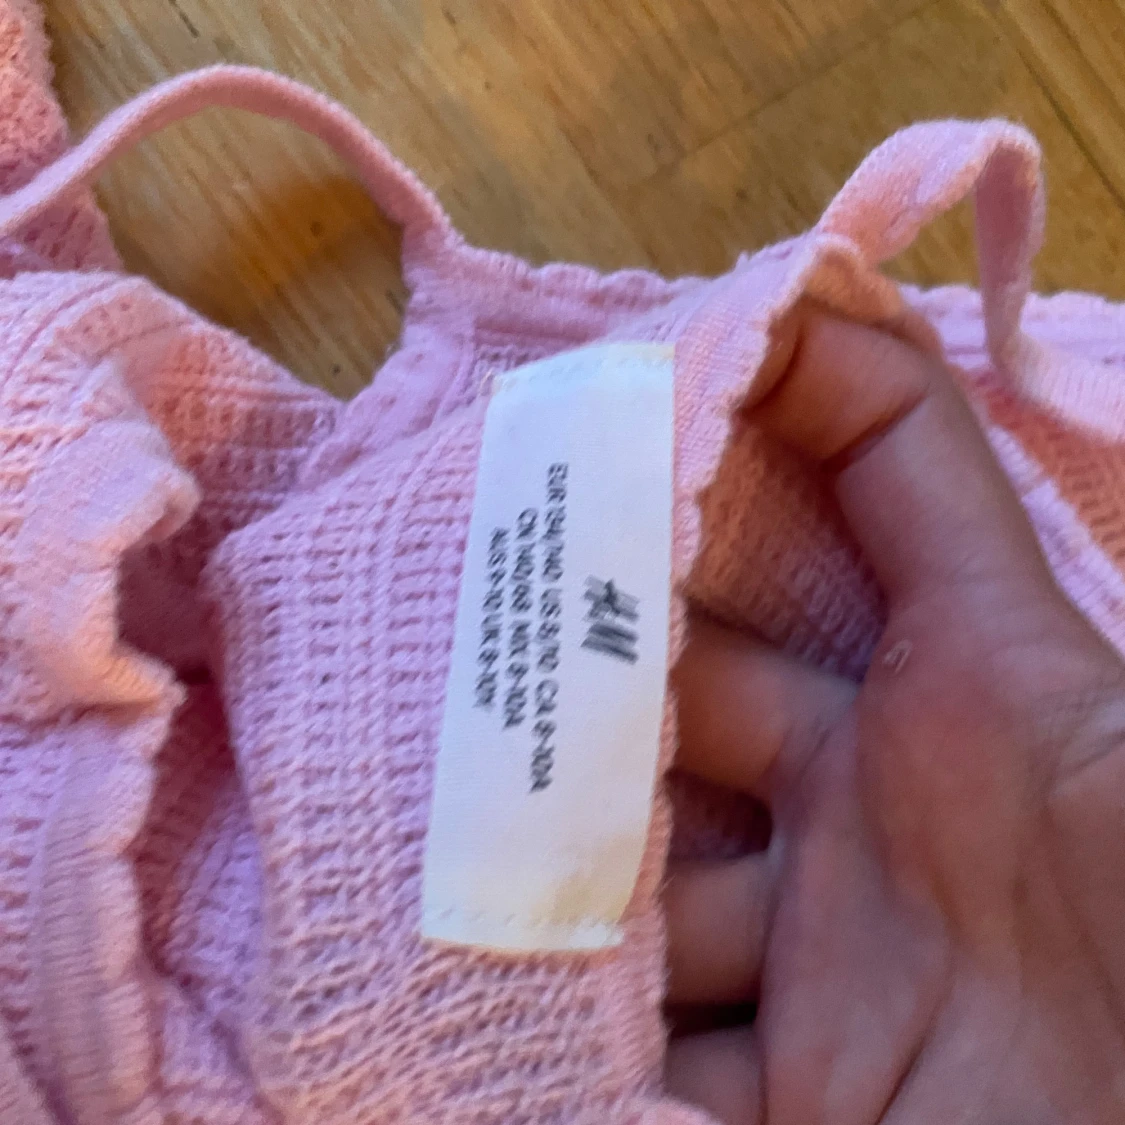 H&M
EUR 134/140 US 8/10 CA 8-10A
CN 140/68 MX 8-10A
AUS 9-10 UK 8-10Y